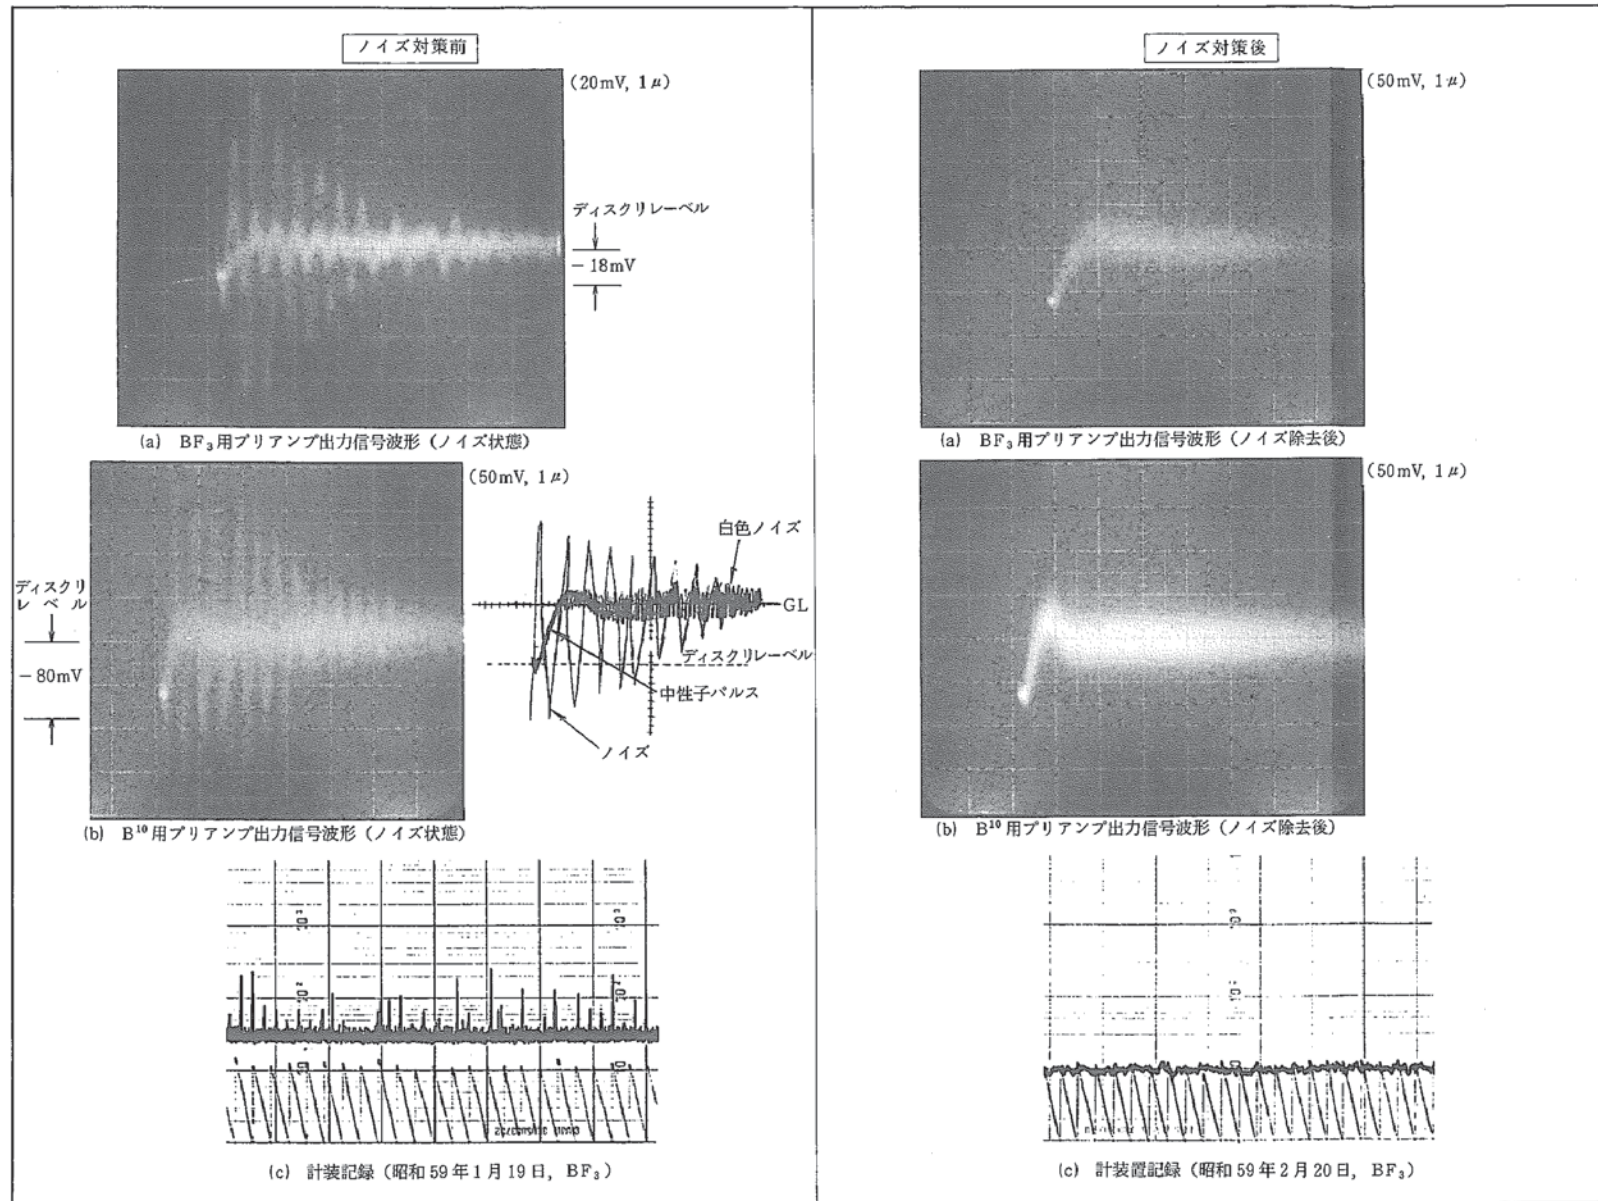 ノイズ対策前
(20mV, 1μ)
ディスクリレーベル
−18mV
(a) BF₃用プリアンプ出力信号波形(ノイズ状態)
(50mV, 1μ)
ディスクリ
レベル
−80mV
白色ノイズ
GL
ディスクリレーベル
中性子パルス
ノイズ
(b) B¹⁰用プリアンプ出力信号波形(ノイズ状態)
10³
10³
10²
10²
10
10
(c) 計装記録(昭和59年1月19日, BF₃)
ノイズ対策後
(50mV, 1μ)
(a) BF₃用プリアンプ出力信号波形(ノイズ除去後)
(50mV, 1μ)
(b) B¹⁰用プリアンプ出力信号波形(ノイズ除去後)
10³
10²
(c) 計装置記録(昭和59年2月20日, BF₃)